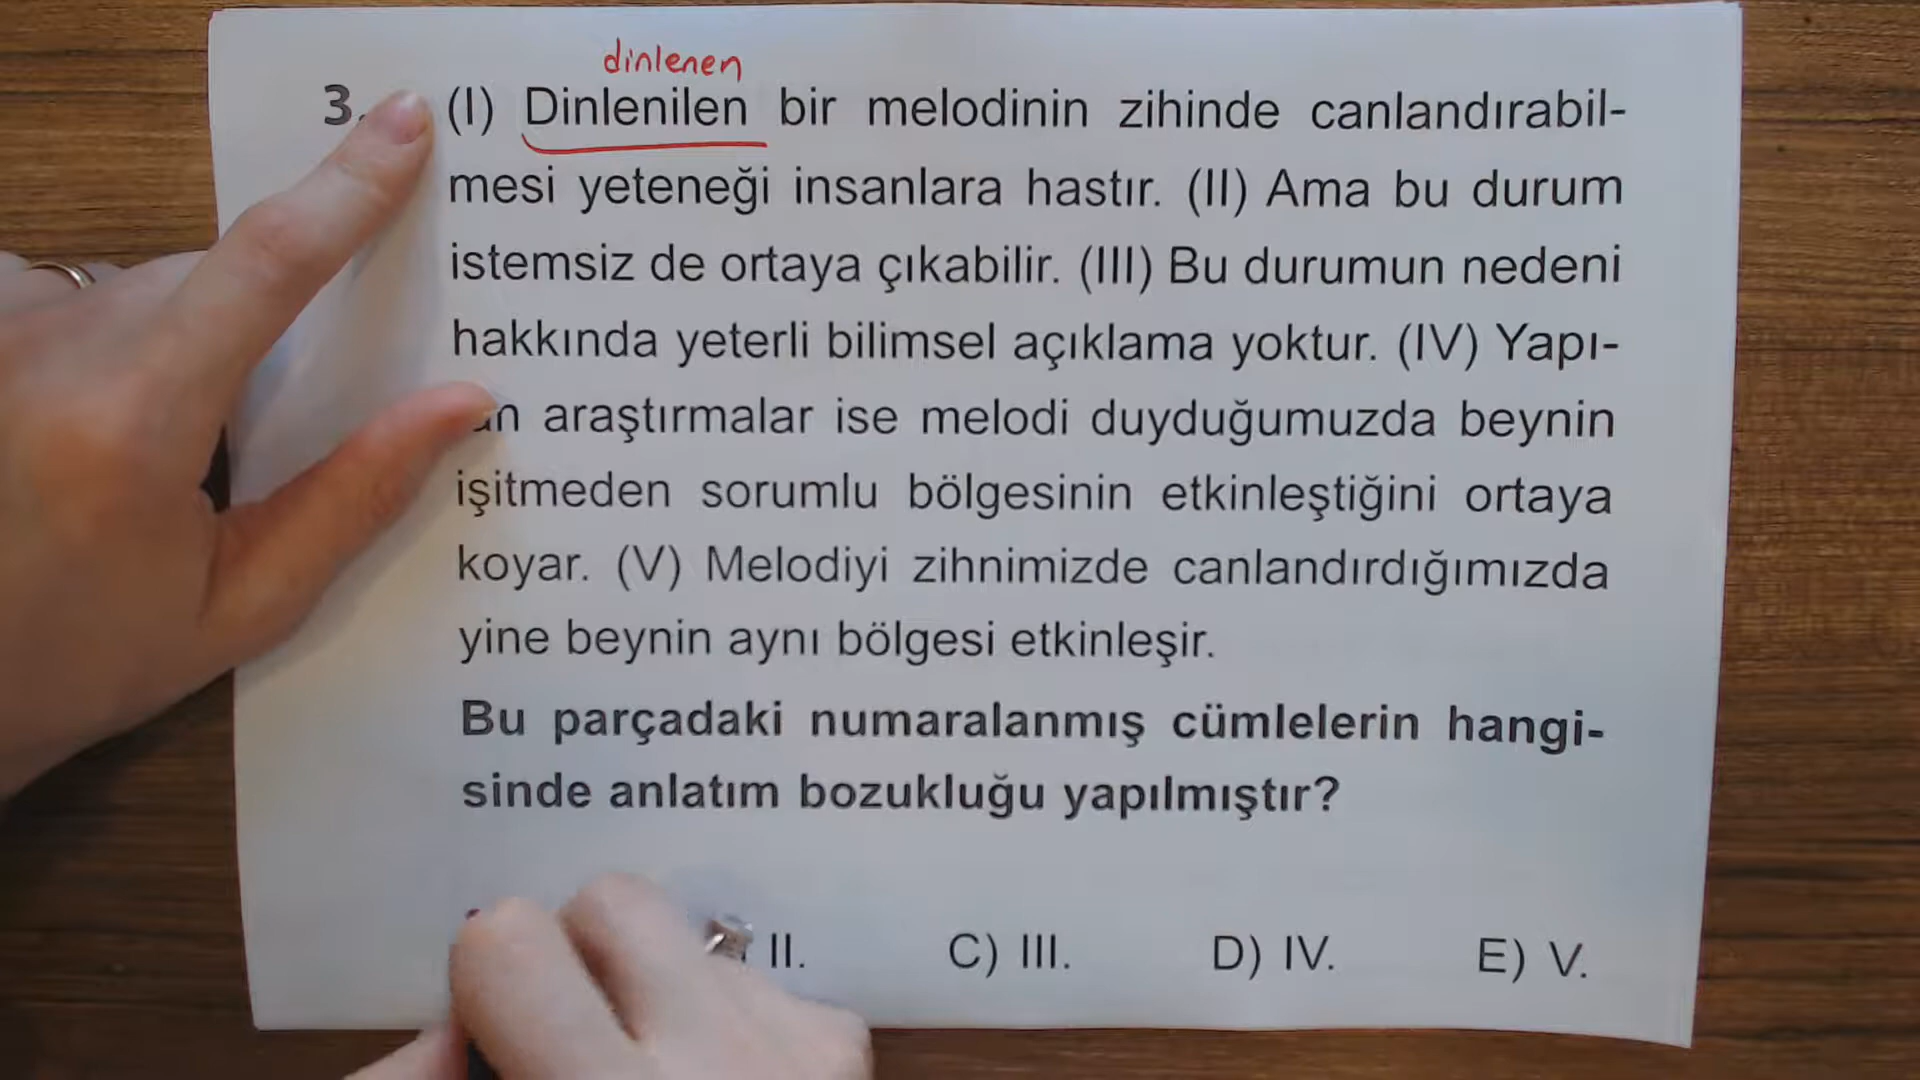 dinlenen
3. (I) Dinlenilen bir melodinin zihinde canlandırabil-
mesi yeteneği insanlara hastır. (II) Ama bu durum
istemsiz de ortaya çıkabilir. (III) Bu durumun nedeni
hakkında yeterli bilimsel açıklama yoktur. (IV) Yapı-
araştırmalar ise melodi duyduğumuzda beynin
işitmeden sorumlu bölgesinin etkinleştiğini ortaya
koyar. (V) Melodiyi zihnimizde canlandırdığımızda
yine beynin aynı bölgesi etkinleşir.
Bu parçadaki numaralanmış cümlelerin hangi-
sinde anlatım bozukluğu yapılmıştır?
II. C) III. D) IV. E) V.